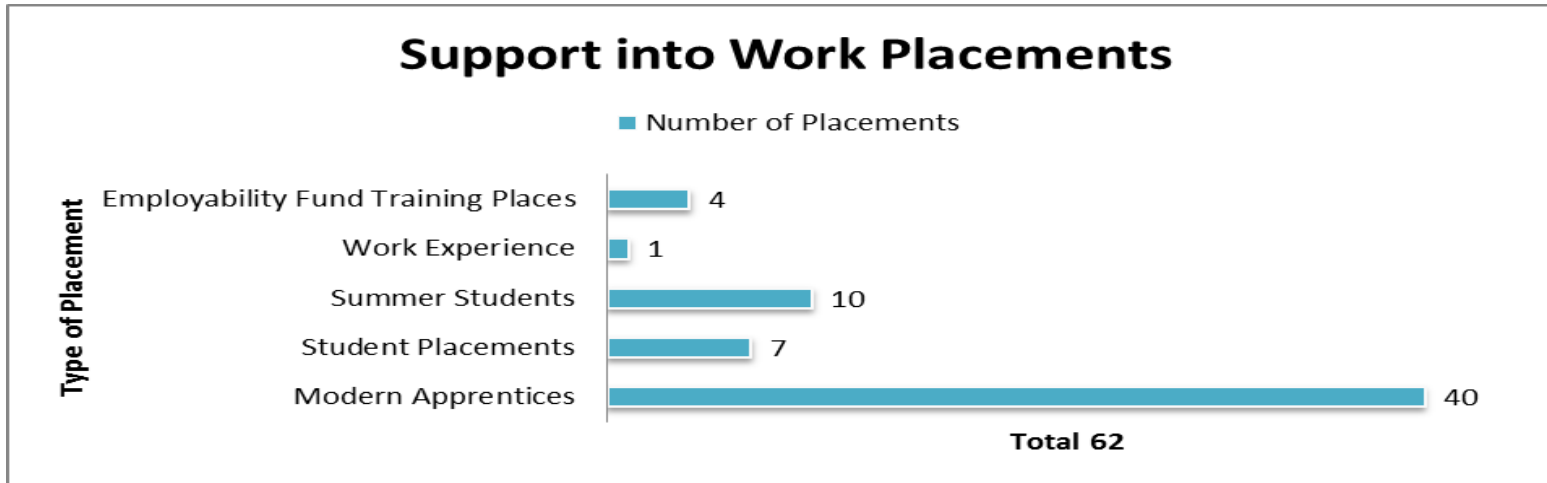 Support into Work Placements
Number of Placements
Type of Placement
Employability Fund Training Places 4
Work Experience 1
Summer Students 10
Student Placements 7
Modern Apprentices 40
Total 62